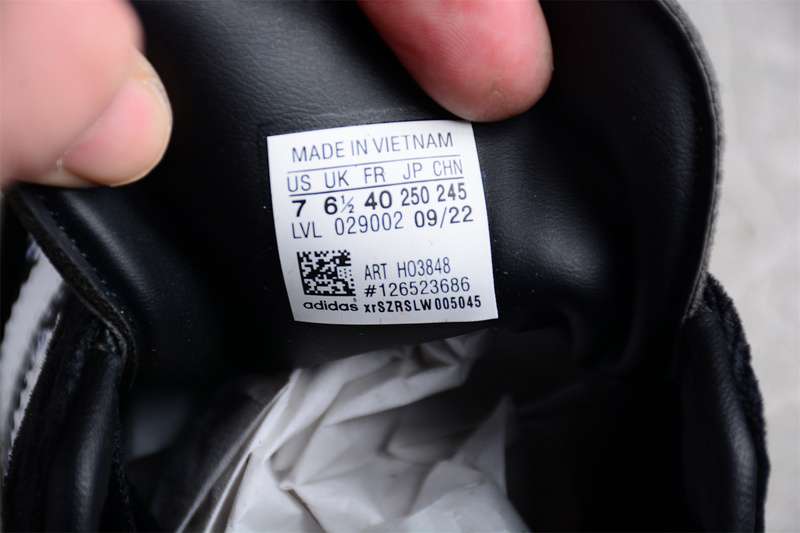 MADE IN VIETNAM
US UK FR JP CHN
7 6½ 40 250 245
LVL 029002 09/22
ART HO3848
#126523686
adidas xrSZRSLW005045